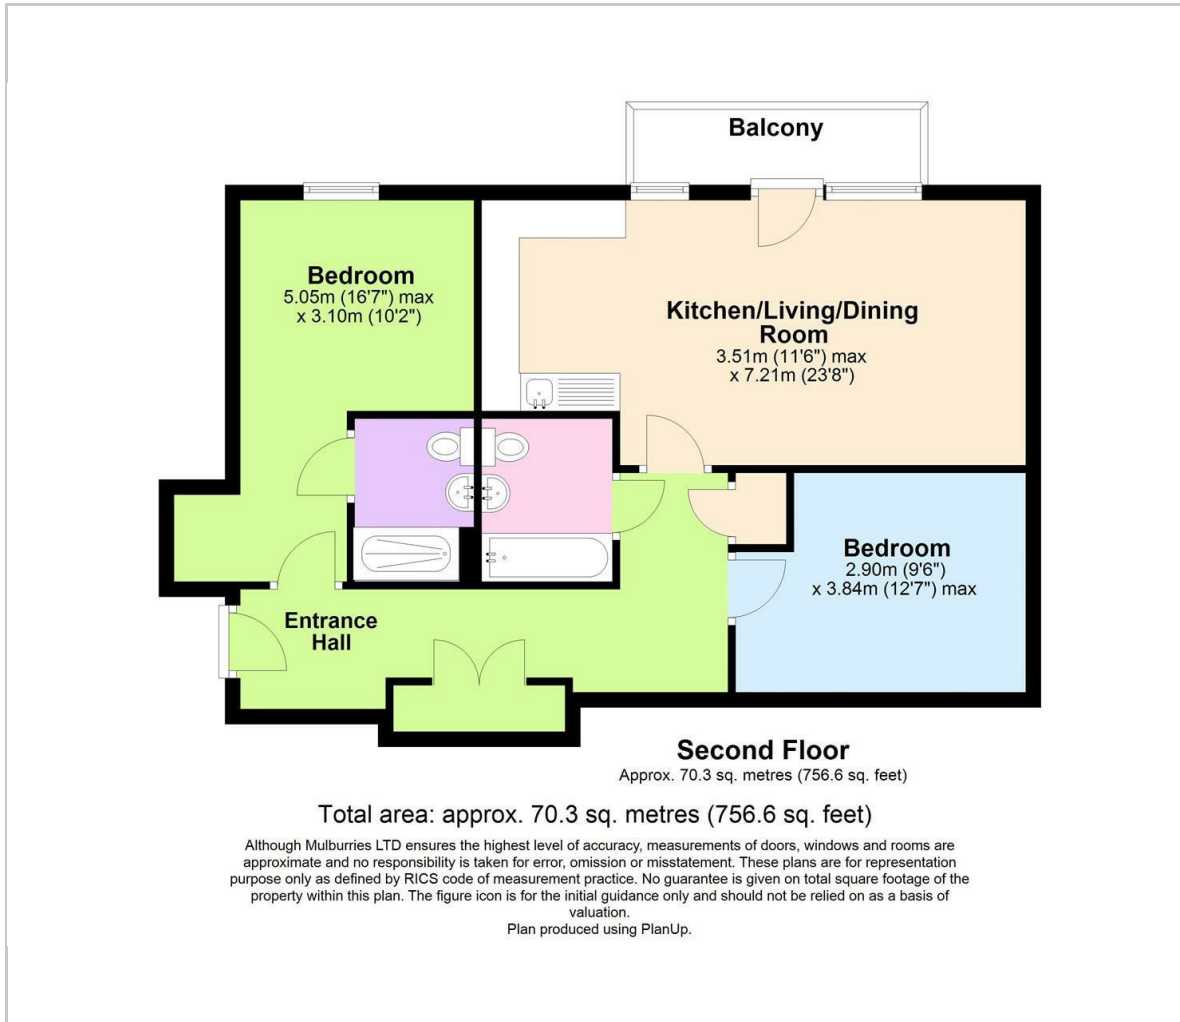 Balcony
Bedroom
5.05m (16'7") max
x 3.10m (10'2")
Kitchen/Living/Dining
Room
3.51m (11'6") max
x 7.21m (23'8")
Bedroom
2.90m (9'6")
x 3.84m (12'7") max
Entrance
Hall
Second Floor
Approx. 70.3 sq. metres (756.6 sq. feet)
Total area: approx. 70.3 sq. metres (756.6 sq. feet)
Although Mulburries LTD ensures the highest level of accuracy, measurements of doors, windows and rooms are
approximate and no responsibility is taken for error, omission or misstatement. These plans are for representation
purpose only as defined by RICS code of measurement practice. No guarantee is given on total square footage of the
property within this plan. The figure icon is for the initial guidance only and should not be relied on as a basis of
valuation.
Plan produced using PlanUp.